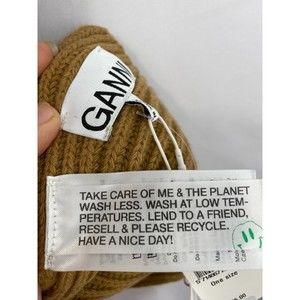 GANNI
TAKE CARE OF ME & THE PLANET
WASH LESS. WASH AT LOW TEM-
PERATURES. LEND TO A FRIEND,
RESELL & PLEASE RECYCLE.
HAVE A NICE DAY!
One size